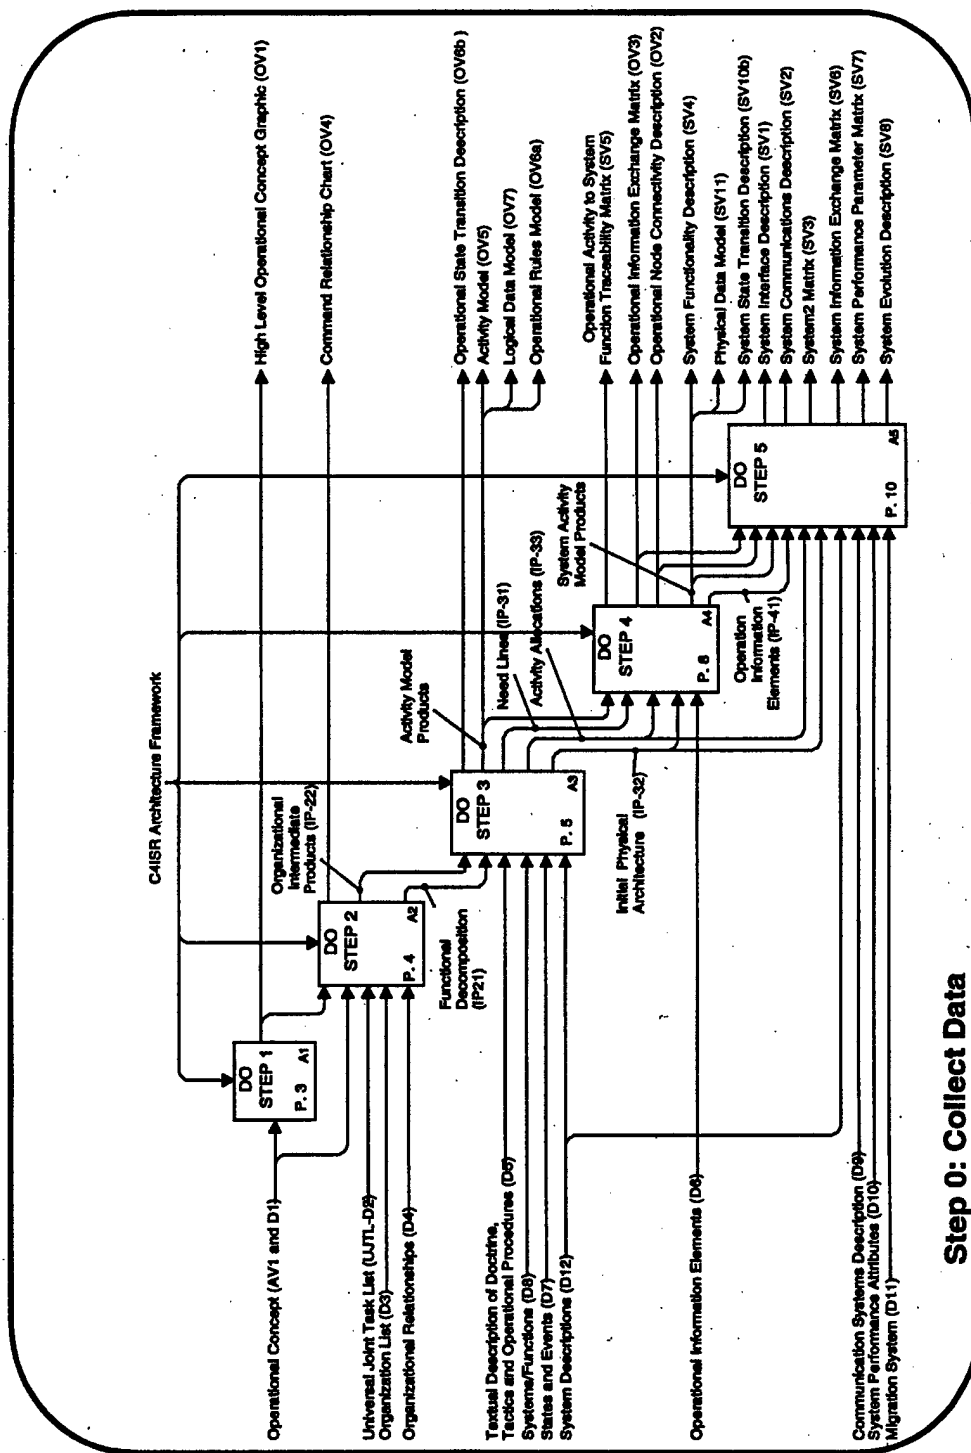 C4ISR Architecture Framework
Operational Concept (AV1 and D1)
Universal Joint Task List (UJTL-D2)
Organization List (D3)
Organizational Relationships (D4)
Textual Description of Doctrine,
Tactics and Operational Procedures (D5)
Systems/Functions (D8)
States and Events (D7)
System Descriptions (D12)
Operational Information Elements (D6)
Communication Systems Description (D9)
System Performance Attributes (D10)
Migration System (D11)
DO
STEP 1
P. 3
A1
DO
STEP 2
P. 4
A2
Organizational
Intermediate
Products (IP-22)
Functional
Decomposition
(IP21)
DO
STEP 3
P. 5
A3
Activity Model
Products
Need Lines (IP-31)
Activity Allocations (IP-33)
Initial Physical
Architecture (IP-32)
DO
STEP 4
P. 8
A4
System Activity
Model Products
Operation
Information
Elements (IP-41)
DO
STEP 5
P. 10
A5
High Level Operational Concept Graphic (OV1)
Command Relationship Chart (OV4)
Operational State Transition Decription (OV6b )
Activity Model (OV5)
Logical Data Model (OV7)
Operational Rules Model (OV6a)
Operational Activity to System
Function Traceability Matrix (SV5)
Operational Information Exchange Matrix (OV3)
Operational Node Connectivity Description (OV2)
System Functionality Description (SV4)
Physical Data Model (SV11)
System State Transition Description (SV10b)
System Interface Description (SV1)
System Communications Description (SV2)
System2 Matrix (SV3)
System Information Exchange Matrix (SV6)
System Performance Parameter Matrix (SV7)
System Evolution Description (SV8)
Step 0: Collect Data